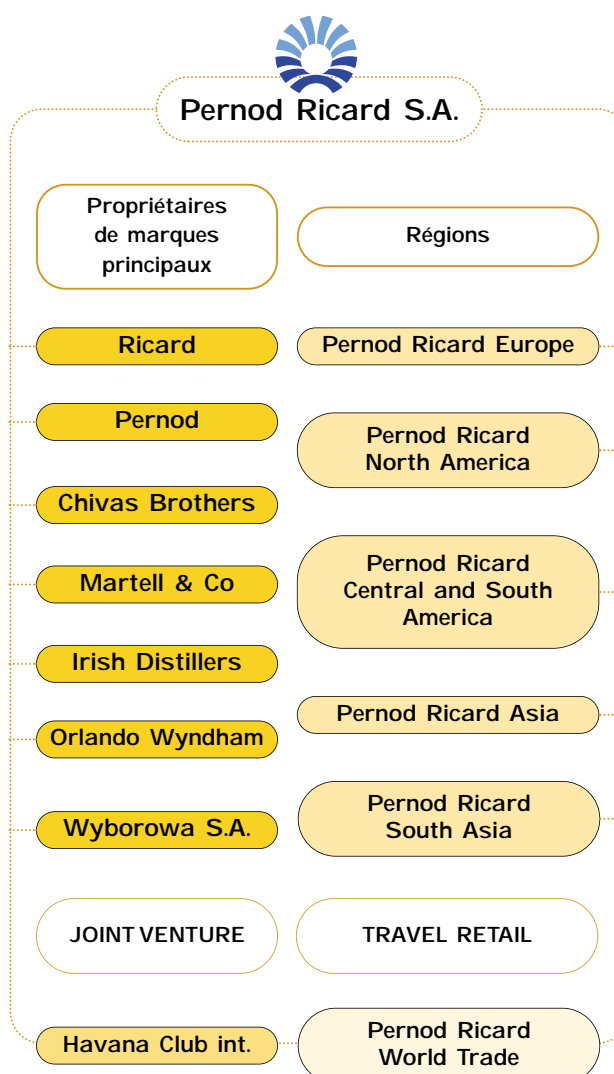 Pernod Ricard S.A.
Propriétaires
de marques
principaux
Ricard
Pernod
Chivas Brothers
Martell & Co
Irish Distillers
Orlando Wyndham
Wyborowa S.A.
JOINT VENTURE
Havana Club int.
Régions
Pernod Ricard Europe
Pernod Ricard
North America
Pernod Ricard
Central and South
America
Pernod Ricard Asia
Pernod Ricard
South Asia
TRAVEL RETAIL
Pernod Ricard
World Trade